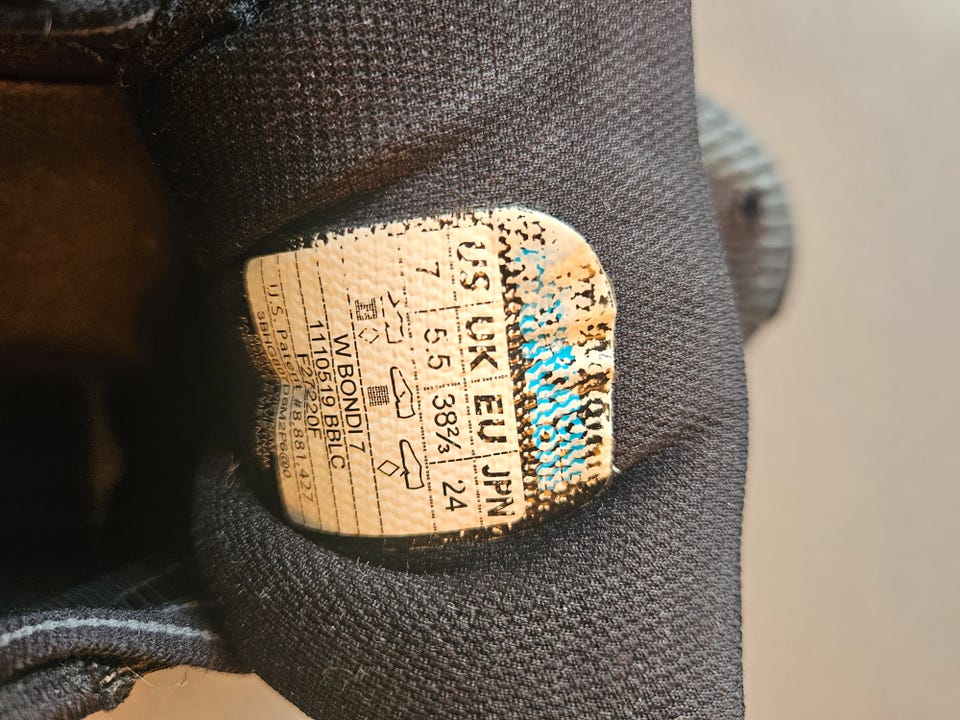 US UK EU JPN
7 5.5 38⅔ 24
W BONDI 7
1110519 BBLC
F27220F
U.S. Patent #8,881,427